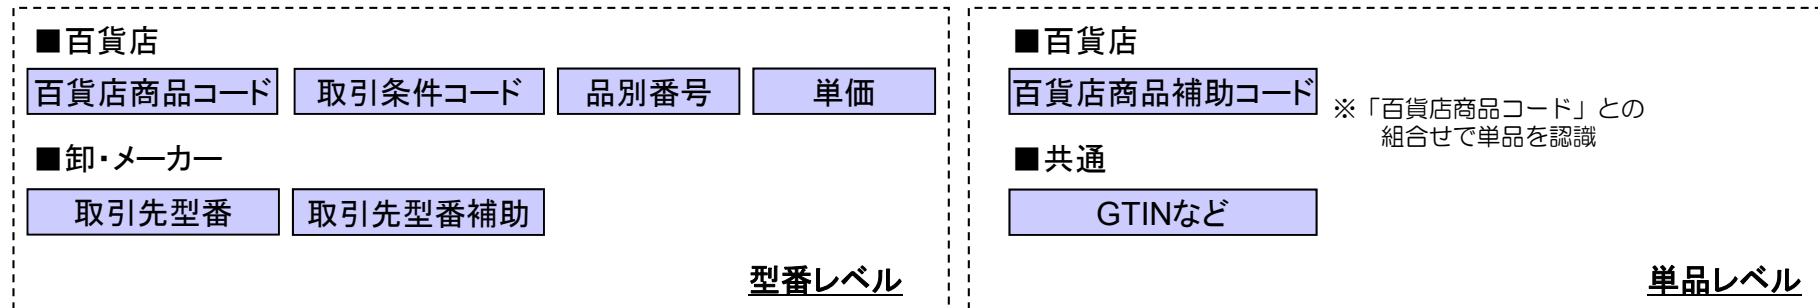 ■百貨店
百貨店商品コード 取引条件コード 品別番号 単価
■卸・メーカー
取引先型番 取引先型番補助
型番レベル
■百貨店
百貨店商品補助コード
※「百貨店商品コード」との
組合せで単品を認識
■共通
GTINなど
単品レベル